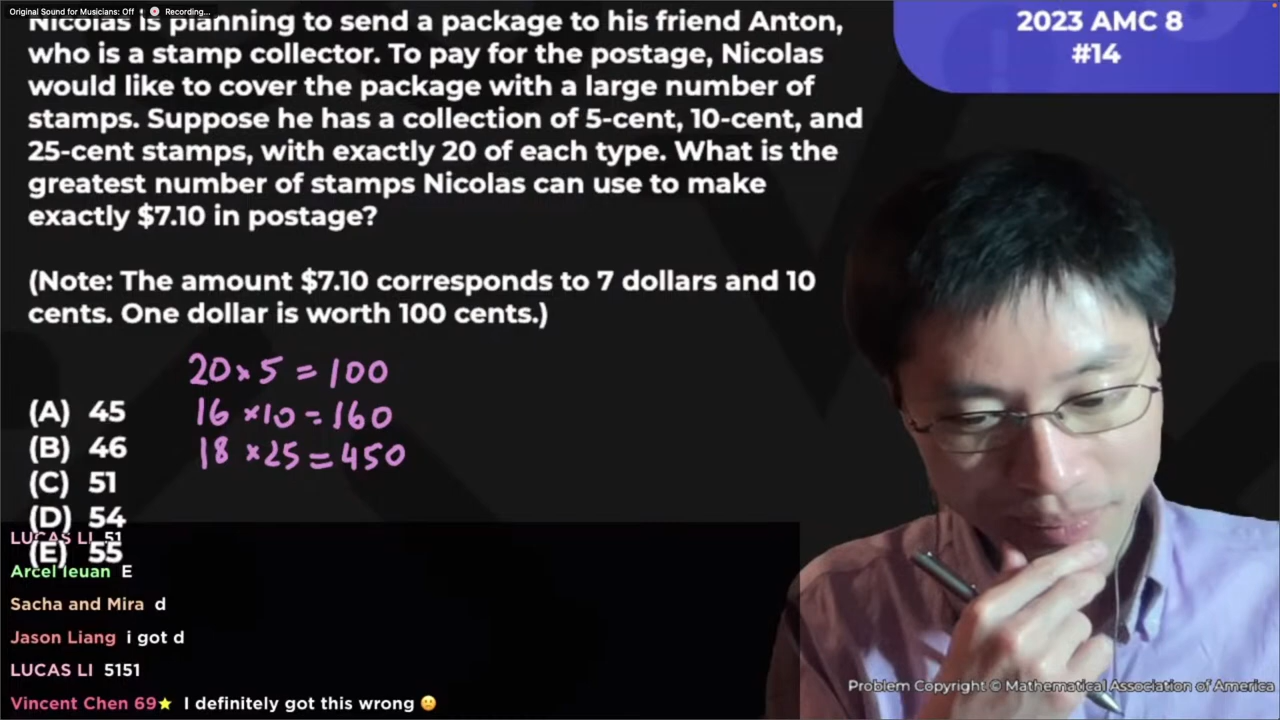 Original Sound for Musicians: Off
Recording...
Nicolas is planning to send a package to his friend Anton,
who is a stamp collector. To pay for the postage, Nicolas
would like to cover the package with a large number of
stamps. Suppose he has a collection of 5-cent, 10-cent, and
25-cent stamps, with exactly 20 of each type. What is the
greatest number of stamps Nicolas can use to make
exactly $7.10 in postage?
(Note: The amount $7.10 corresponds to 7 dollars and 10
cents. One dollar is worth 100 cents.)
2023 AMC 8
#14
20 × 5 = 100
16 × 10 = 160
18 × 25 = 450
(A) 45
(B) 46
(C) 51
(D) 54
(E) 55
LUCAS LI 51
Arcel Ieuan E
Sacha and Mira d
Jason Liang i got d
LUCAS LI 5151
Vincent Chen 69 I definitely got this wrong
Problem Copyright © Mathematical Association of America